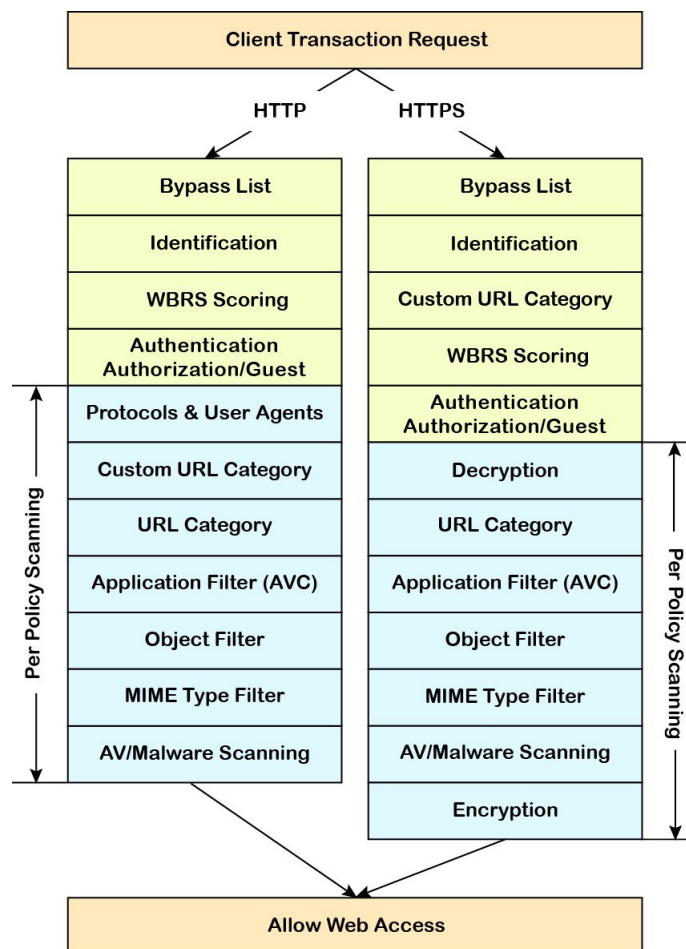 Client Transaction Request
HTTP
HTTPS
Bypass List
Identification
WBRS Scoring
Authentication
Authorization/Guest
Protocols & User Agents
Custom URL Category
URL Category
Application Filter (AVC)
Object Filter
MIME Type Filter
AV/Malware Scanning
Per Policy Scanning
Bypass List
Identification
Custom URL Category
WBRS Scoring
Authentication
Authorization/Guest
Decryption
URL Category
Application Filter (AVC)
Object Filter
MIME Type Filter
AV/Malware Scanning
Encryption
Per Policy Scanning
Allow Web Access